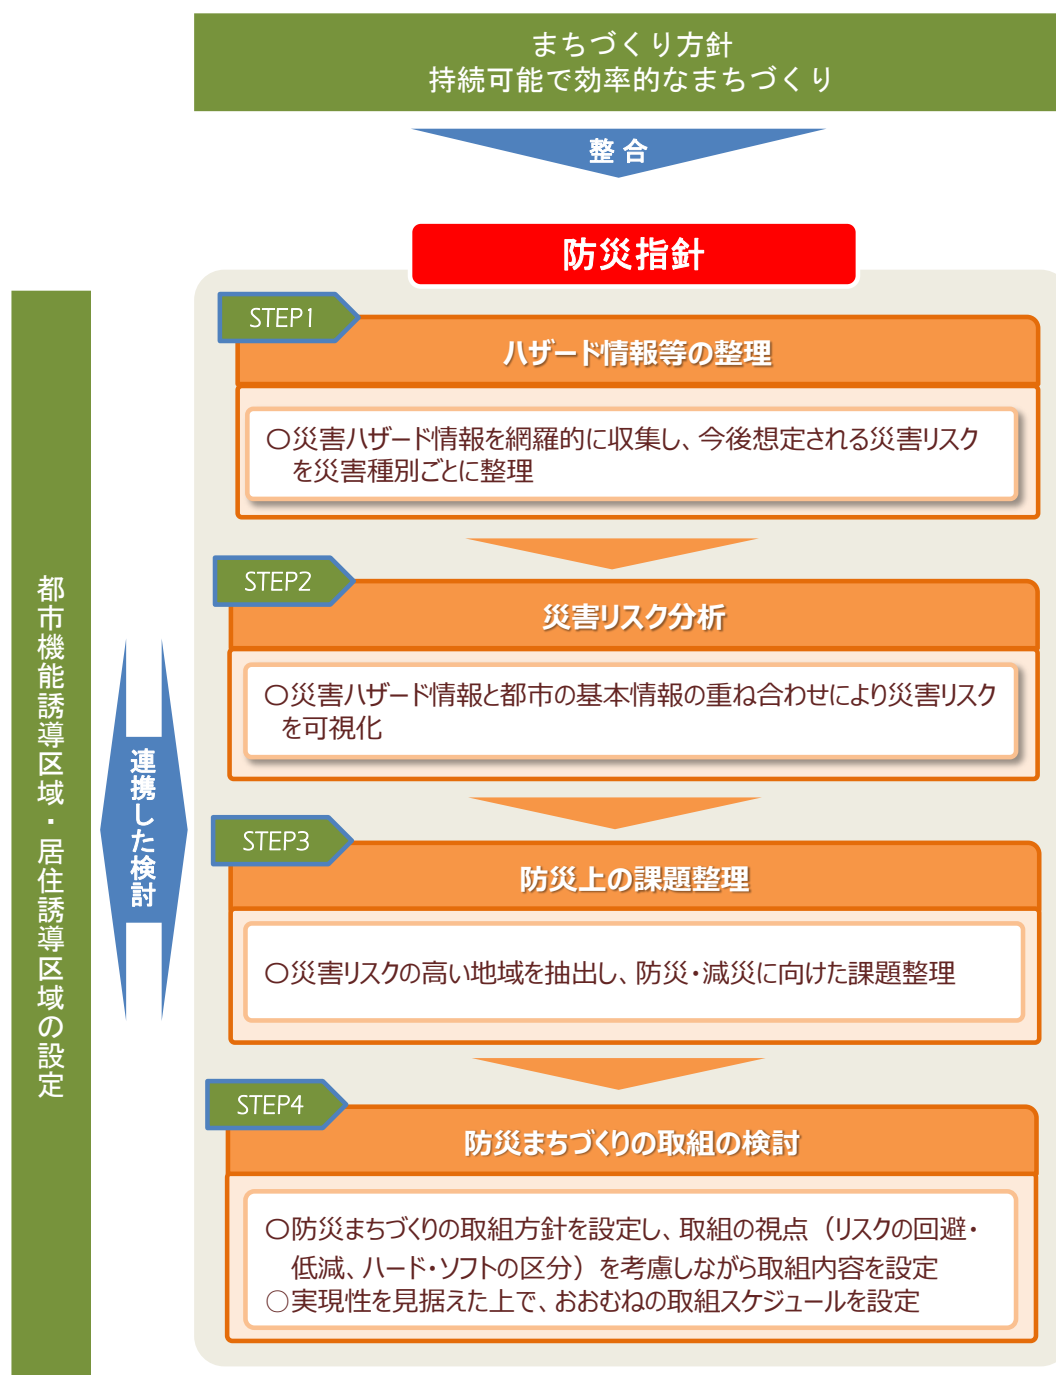 まちづくり方針
持続可能で効率的なまちづくり
整 合
防災指針
STEP1
ハザード情報等の整理
〇災害ハザード情報を網羅的に収集し、今後想定される災害リスク
を災害種別ごとに整理
STEP2
災害リスク分析
〇災害ハザード情報と都市の基本情報の重ね合わせにより災害リスク
を可視化
STEP3
防災上の課題整理
〇災害リスクの高い地域を抽出し、防災・減災に向けた課題整理
STEP4
防災まちづくりの取組の検討
〇防災まちづくりの取組方針を設定し、取組の視点（リスクの回避・
低減、ハード・ソフトの区分）を考慮しながら取組内容を設定
〇実現性を見据えた上で、おおむねの取組スケジュールを設定
都市機能誘導区域・居住誘導区域の設定
連携した検討